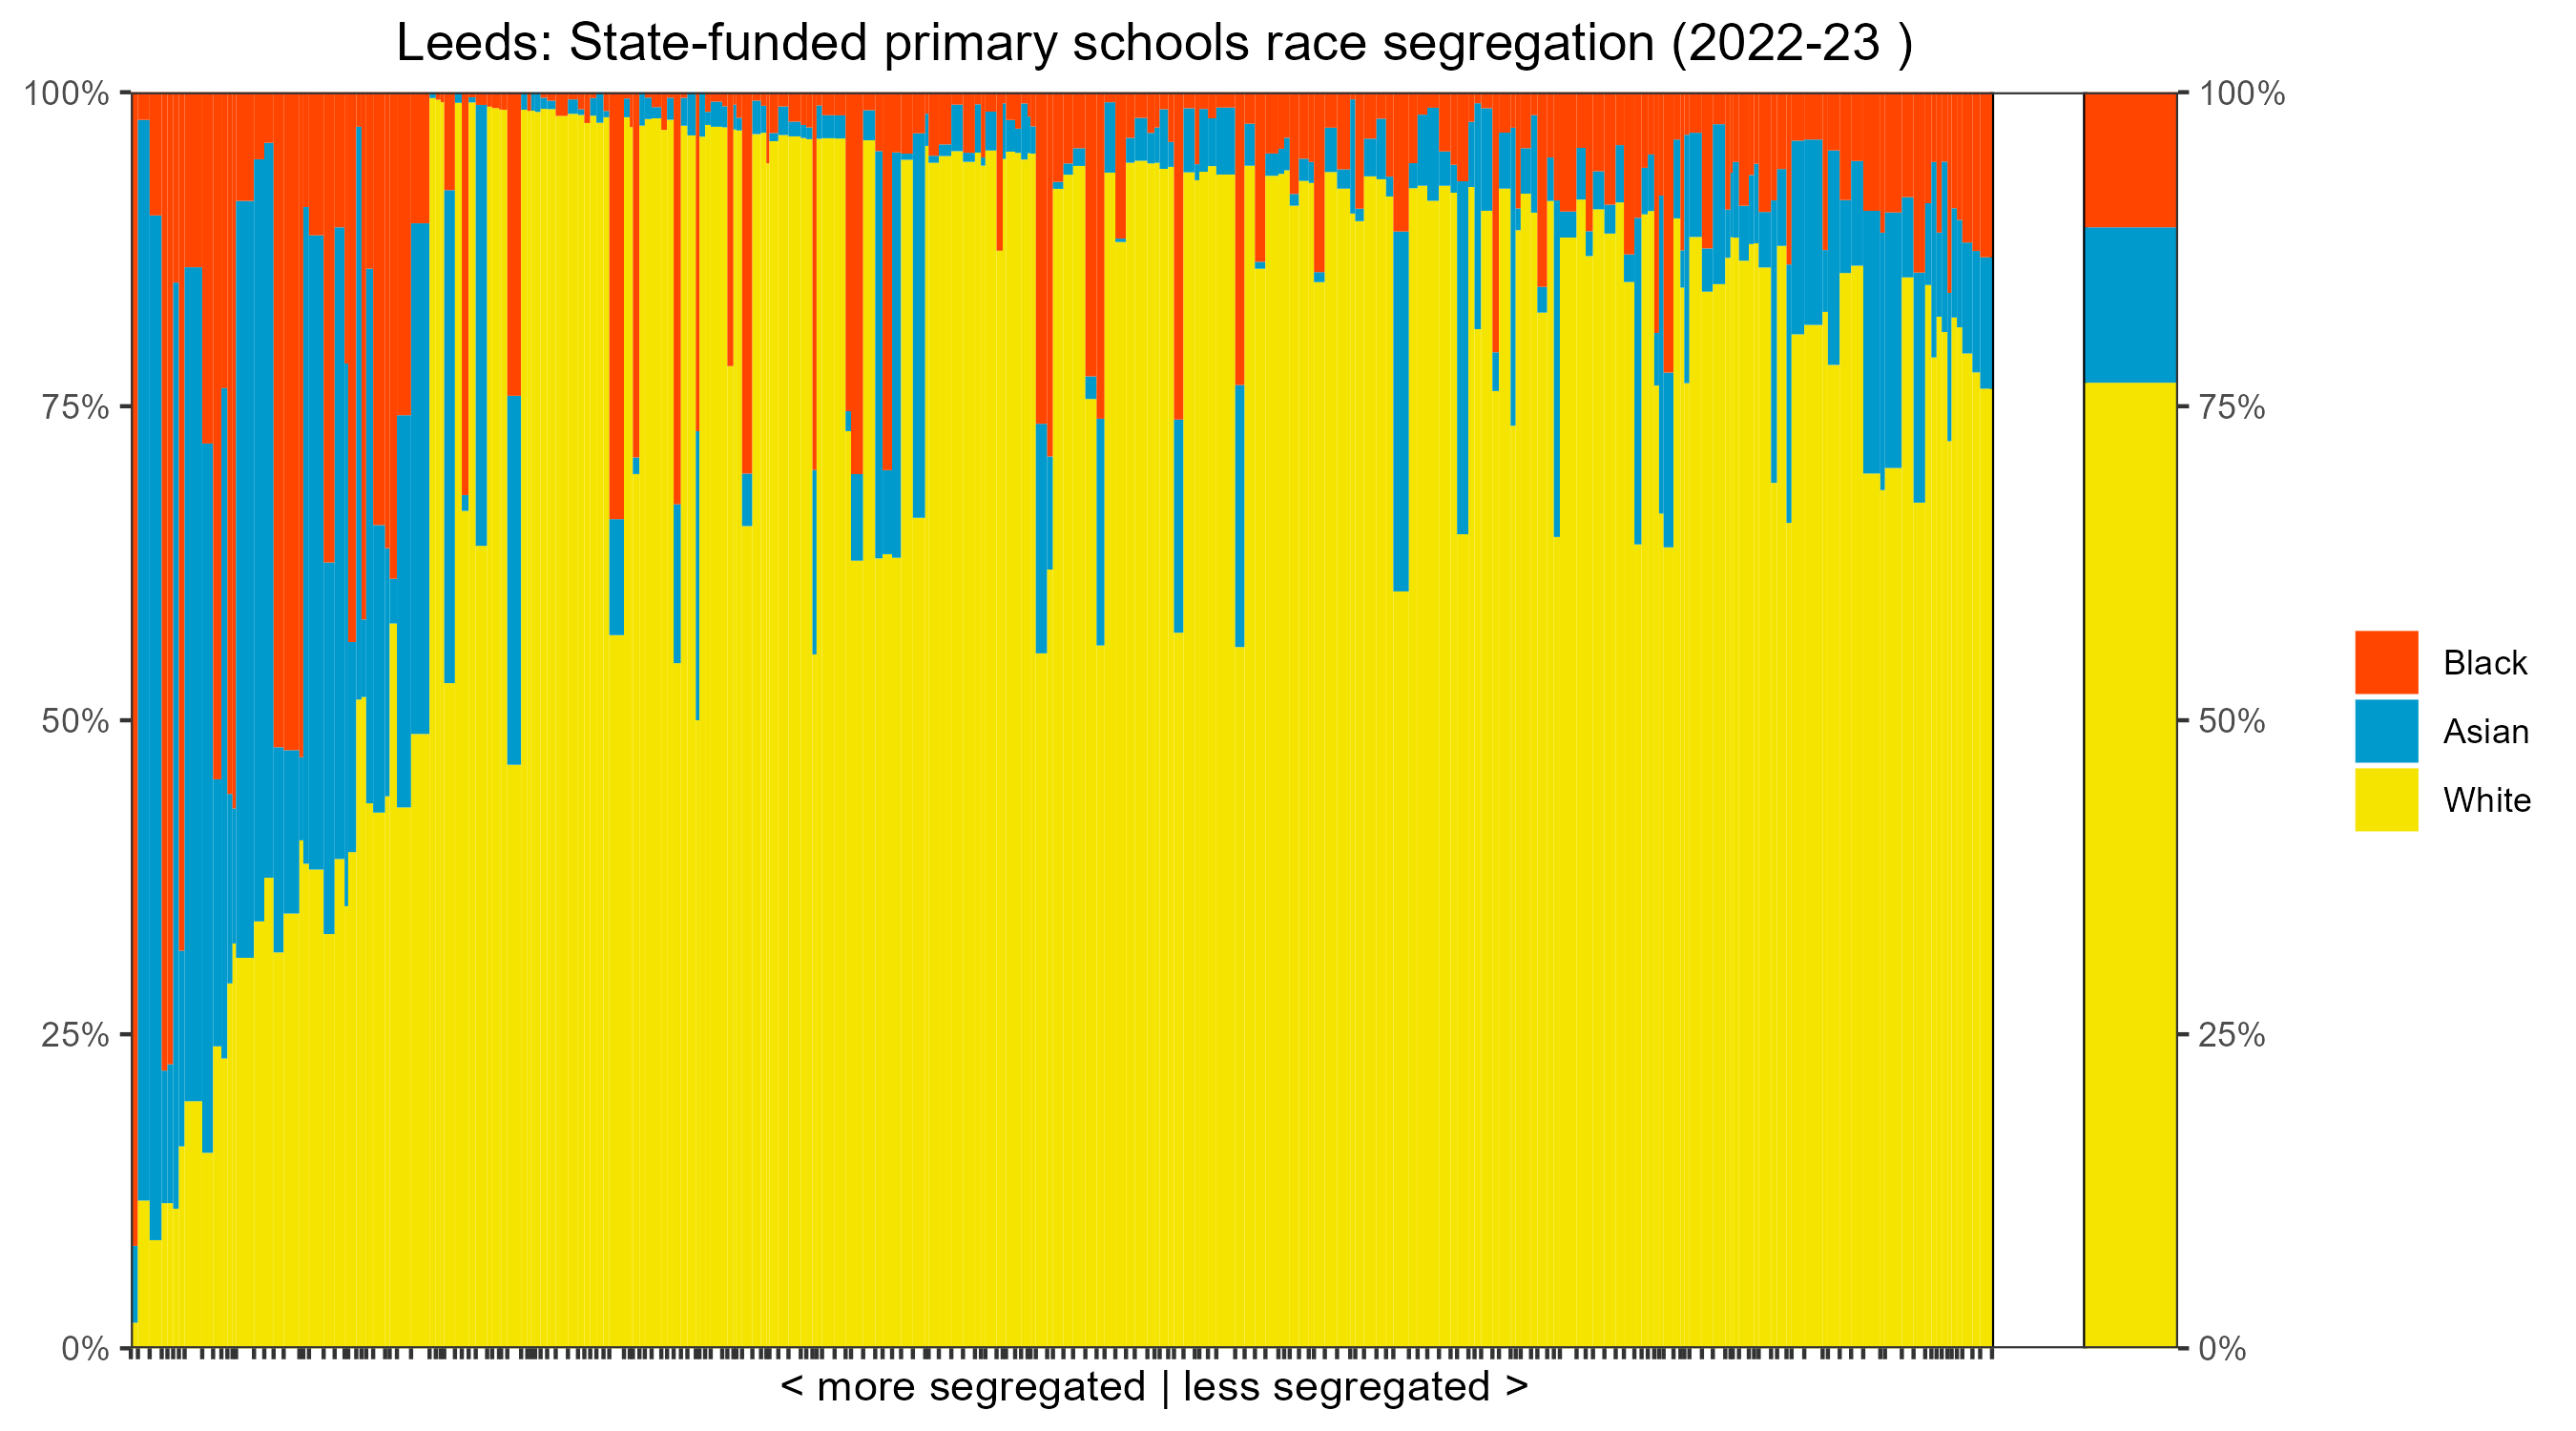 Leeds: State-funded primary schools race segregation (2022-23 )
100%
75%
50%
25%
0%
100%
75%
50%
25%
0%
Black
Asian
White
< more segregated | less segregated >